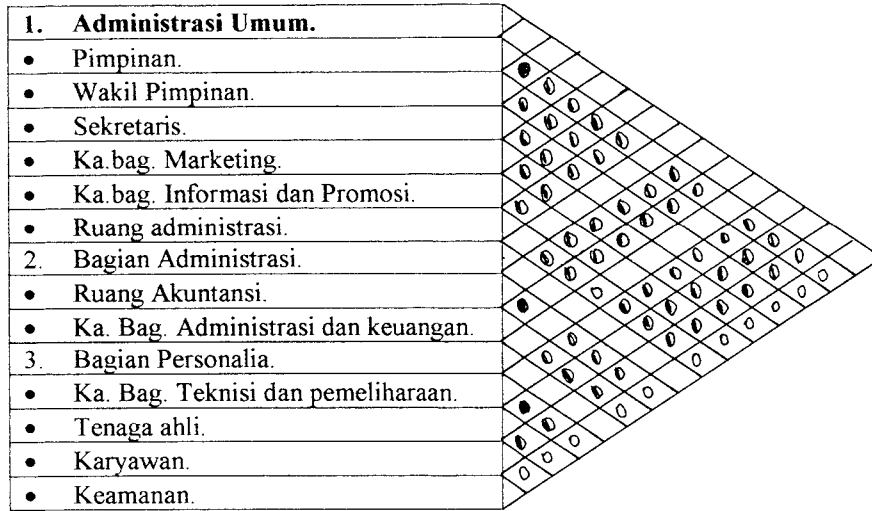 1. Administrasi Umum.
• Pimpinan.
• Wakil Pimpinan.
• Sekretaris.
• Ka.bag. Marketing.
• Ka.bag. Informasi dan Promosi.
• Ruang administrasi.
2. Bagian Administrasi.
• Ruang Akuntansi.
• Ka. Bag. Administrasi dan keuangan.
3. Bagian Personalia.
• Ka. Bag. Teknisi dan pemeliharaan.
• Tenaga ahli.
• Karyawan.
• Keamanan.